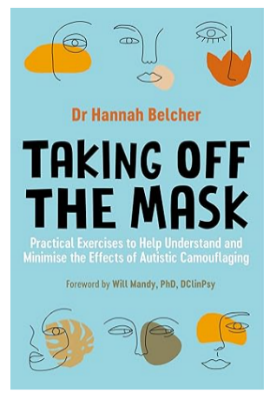 Dr Hannah Belcher
TAKING OFF
THE MASK
Practical Exercises to Help Understand and
Minimise the Effects of Autistic Camouflaging
Foreword by Will Mandy, PhD, DClinPsy